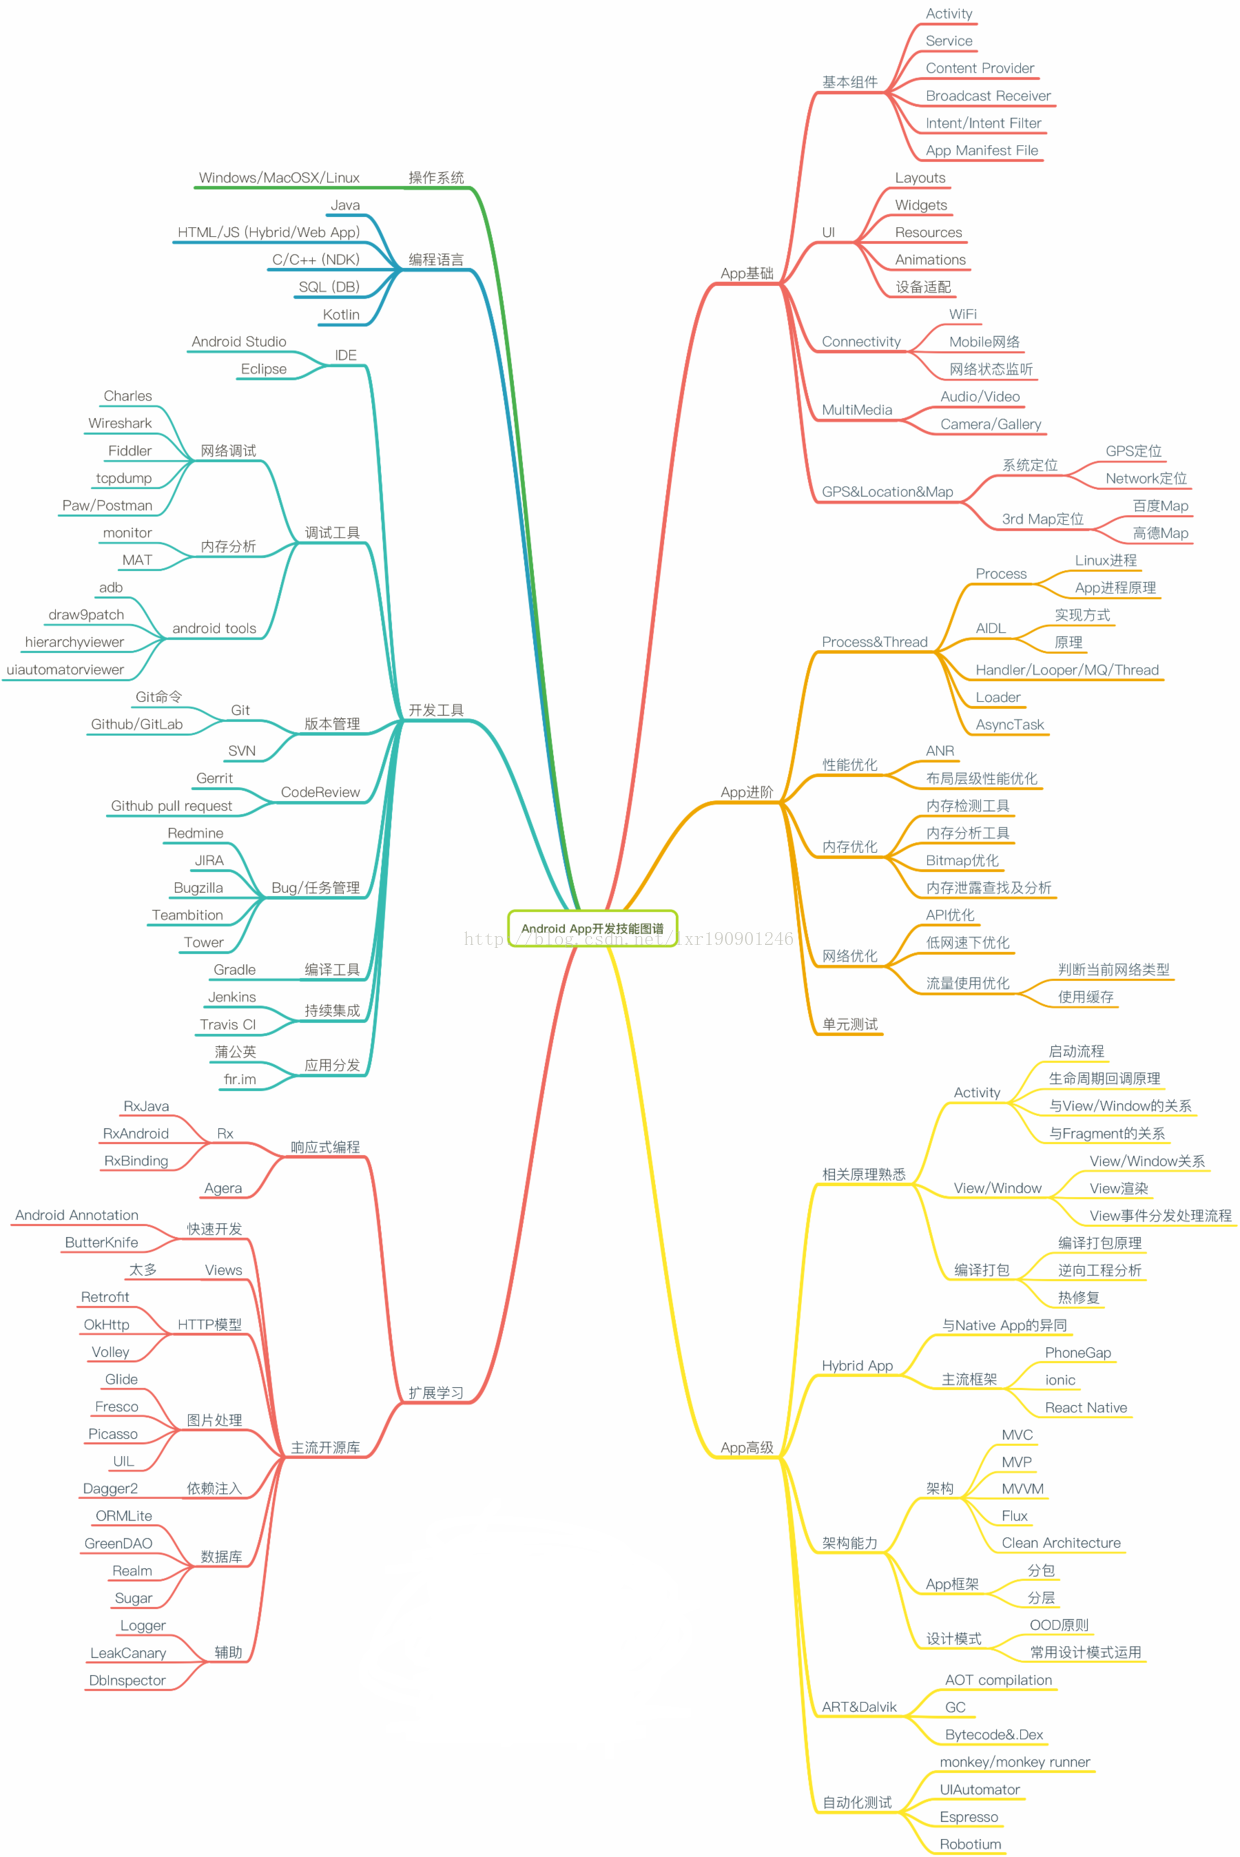 Android App开发技能图谱
http://blog.csdn.net/lxr190901246
操作系统
Windows/MacOSX/Linux
编程语言
Java
HTML/JS (Hybrid/Web App)
C/C++ (NDK)
SQL (DB)
Kotlin
开发工具
IDE
Android Studio
Eclipse
调试工具
网络调试
Charles
Wireshark
Fiddler
tcpdump
Paw/Postman
内存分析
monitor
MAT
android tools
adb
draw9patch
hierarchyviewer
uiautomatorviewer
版本管理
Git
Git命令
Github/GitLab
SVN
CodeReview
Gerrit
Github pull request
Bug/任务管理
Redmine
JIRA
Bugzilla
Teambition
Tower
编译工具
Gradle
持续集成
Jenkins
Travis CI
应用分发
蒲公英
fir.im
扩展学习
响应式编程
Rx
RxJava
RxAndroid
RxBinding
Agera
主流开源库
快速开发
Android Annotation
ButterKnife
Views
太多
HTTP模型
Retrofit
OkHttp
Volley
图片处理
Glide
Fresco
Picasso
UIL
依赖注入
Dagger2
数据库
ORMLite
GreenDAO
Realm
Sugar
辅助
Logger
LeakCanary
DbInspector
App基础
基本组件
Activity
Service
Content Provider
Broadcast Receiver
Intent/Intent Filter
App Manifest File
UI
Layouts
Widgets
Resources
Animations
设备适配
Connectivity
WiFi
Mobile网络
网络状态监听
MultiMedia
Audio/Video
Camera/Gallery
GPS&Location&Map
系统定位
GPS定位
Network定位
3rd Map定位
百度Map
高德Map
App进阶
Process&Thread
Process
Linux进程
App进程原理
AIDL
实现方式
原理
Handler/Looper/MQ/Thread
Loader
AsyncTask
性能优化
ANR
布局层级性能优化
内存优化
内存检测工具
内存分析工具
Bitmap优化
内存泄露查找及分析
网络优化
API优化
低网速下优化
流量使用优化
判断当前网络类型
使用缓存
单元测试
App高级
相关原理熟悉
Activity
启动流程
生命周期回调原理
与View/Window的关系
与Fragment的关系
View/Window
View/Window关系
View渲染
View事件分发处理流程
编译打包
编译打包原理
逆向工程分析
热修复
Hybrid App
与Native App的异同
主流框架
PhoneGap
ionic
React Native
架构能力
架构
MVC
MVP
MVVM
Flux
Clean Architecture
App框架
分包
分层
设计模式
OOD原则
常用设计模式运用
ART&Dalvik
AOT compilation
GC
Bytecode&.Dex
自动化测试
monkey/monkey runner
UIAutomator
Espresso
Robotium